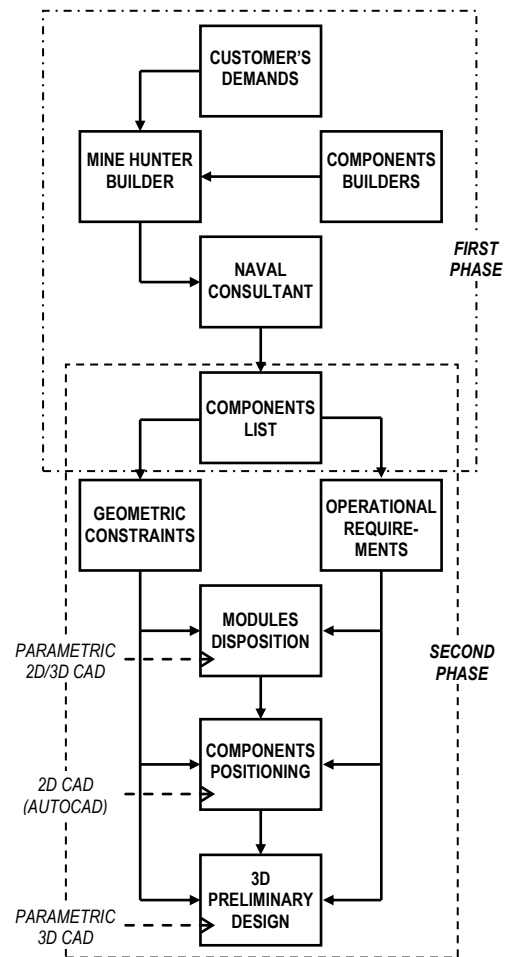 CUSTOMER'S
DEMANDS
MINE HUNTER
BUILDER
COMPONENTS
BUILDERS
FIRST
PHASE
NAVAL
CONSULTANT
COMPONENTS
LIST
GEOMETRIC
CONSTRAINTS
OPERATIONAL
REQUIRE-
MENTS
MODULES
DISPOSITION
PARAMETRIC
2D/3D CAD
SECOND
PHASE
COMPONENTS
POSITIONING
2D CAD
(AUTOCAD)
3D
PRELIMINARY
DESIGN
PARAMETRIC
3D CAD